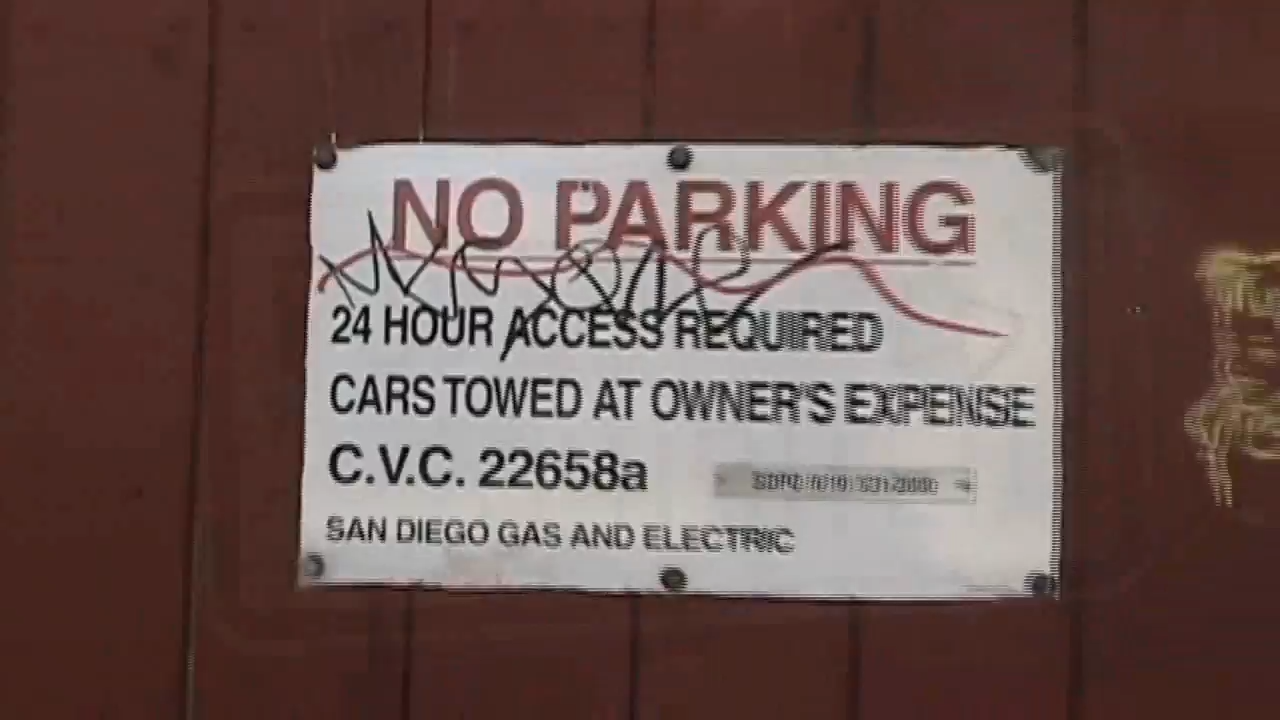 NO PARKING
24 HOUR ACCESS REQUIRED
CARS TOWED AT OWNER'S EXPENSE
C.V.C. 22658a
SAN DIEGO GAS AND ELECTRIC